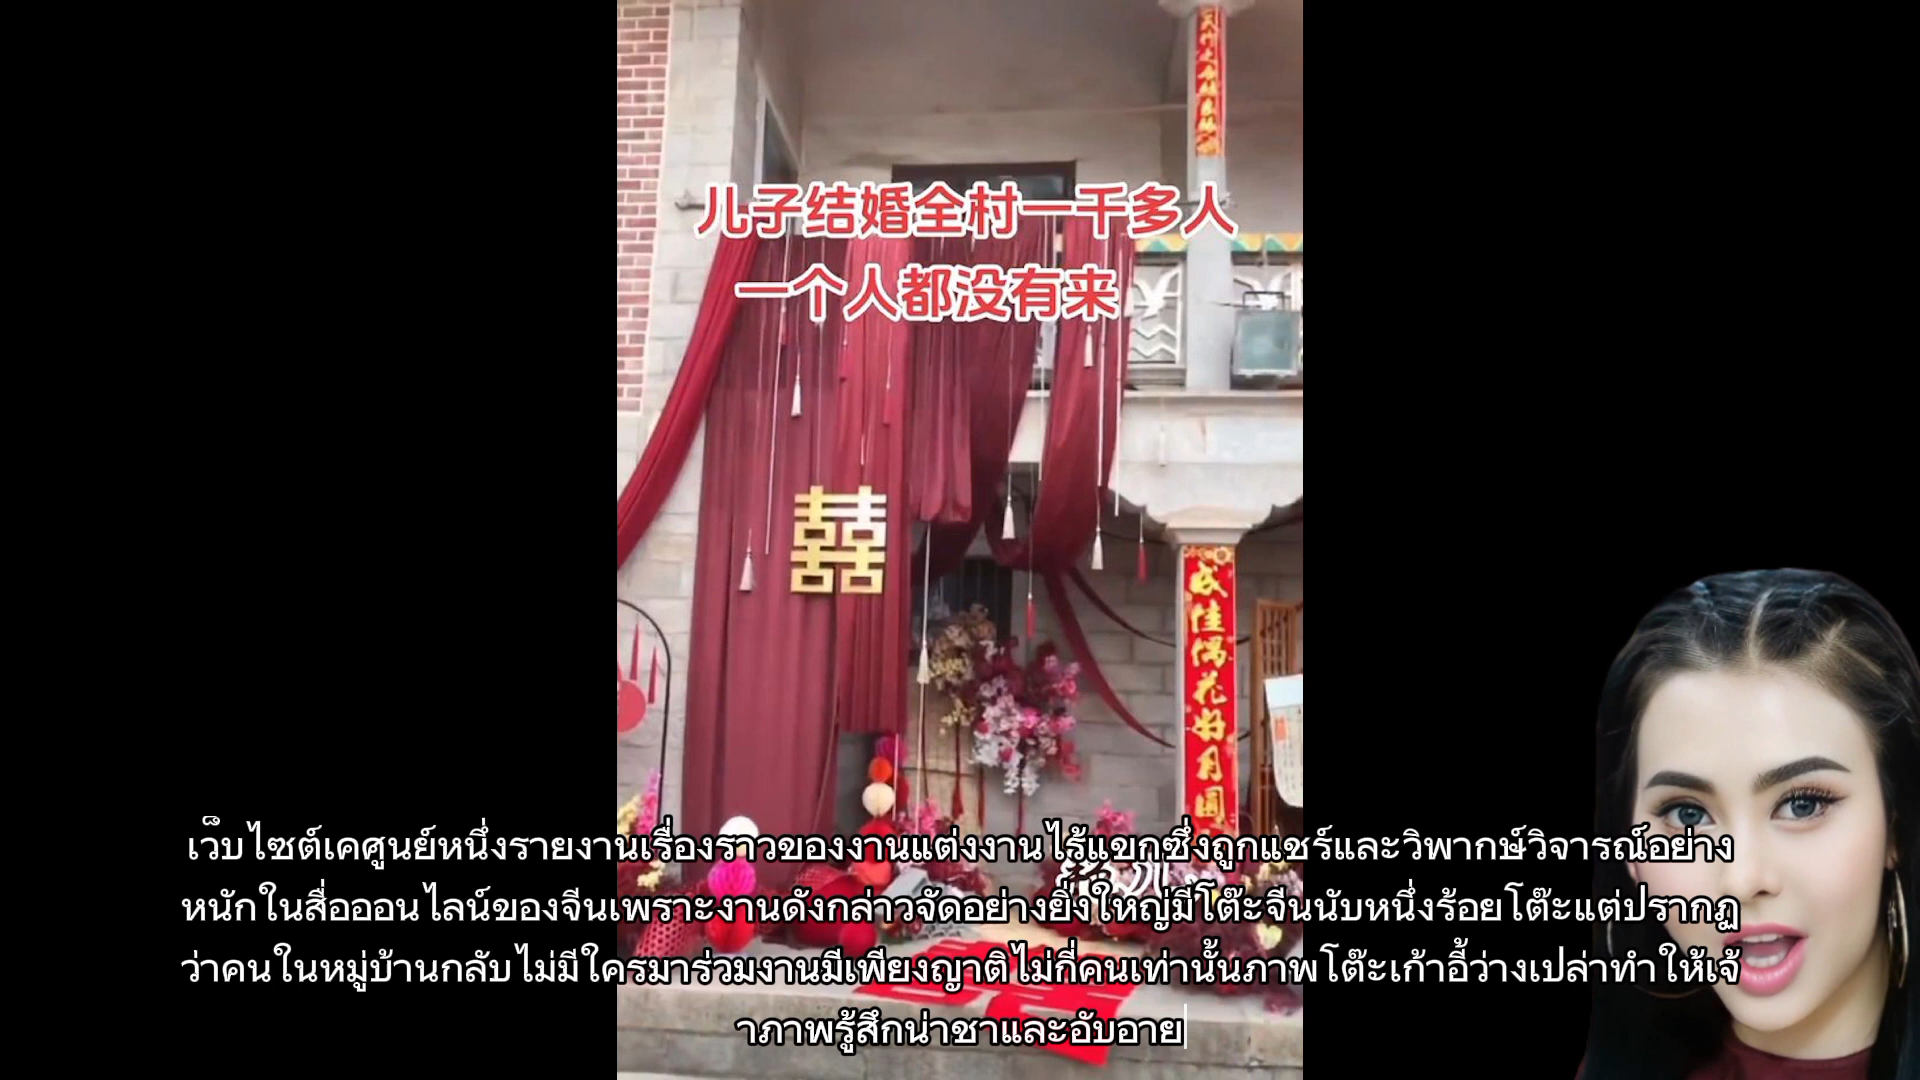 儿子结婚全村一千多人
一个人都没有来
囍
成佳偶花好月圆
เว็บไซต์เคศูนย์หนึ่งรายงานเรื่องราวของงานแต่งงานไร้แขกซึ่งถูกแชร์และวิพากษ์วิจารณ์อย่าง
หนักในสื่อออนไลน์ของจีนเพราะงานดังกล่าวจัดอย่างยิ่งใหญ่มีโต๊ะจีนนับหนึ่งร้อยโต๊ะแต่ปรากฏ
ว่าคนในหมู่บ้านกลับไม่มีใครมาร่วมงานมีเพียงญาติไม่กี่คนเท่านั้นภาพโต๊ะเก้าอี้ว่างเปล่าทำให้เจ้
าภาพรู้สึกน่าชาและอับอาย